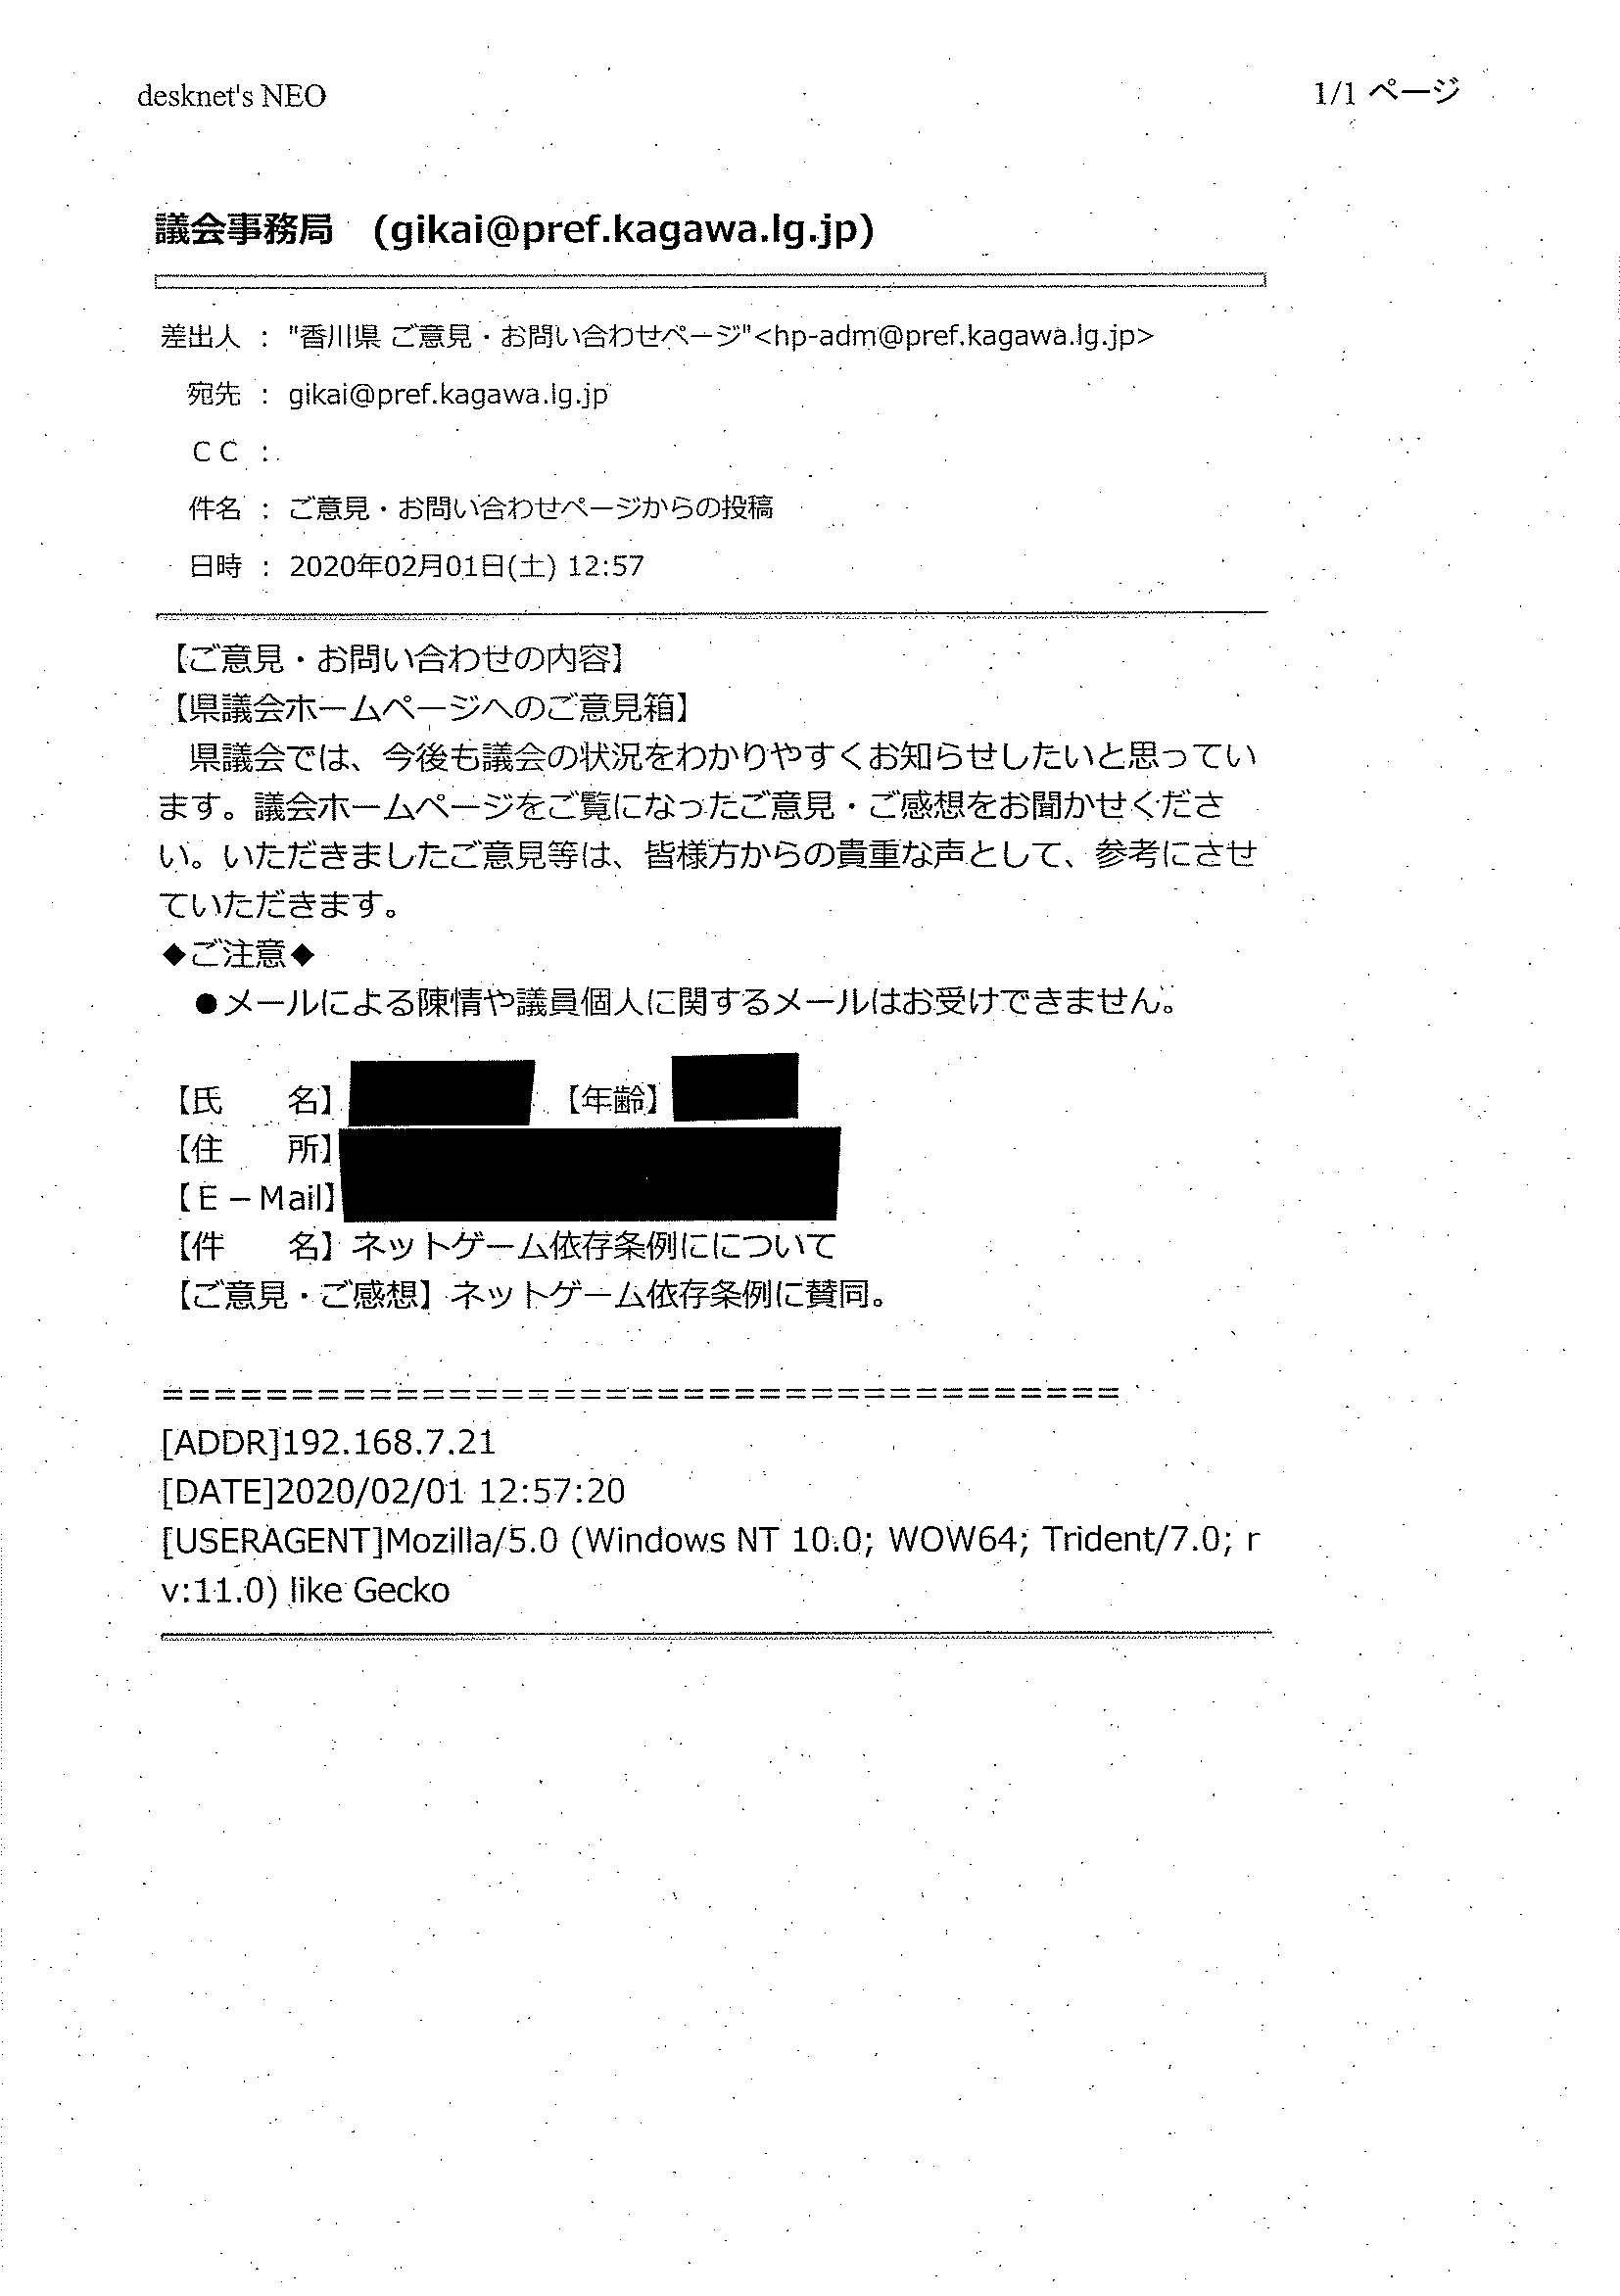 desknet's NEO
1/1 ページ
議会事務局　(gikai@pref.kagawa.lg.jp)
差出人 ： "香川県 ご意見・お問い合わせページ"<hp-adm@pref.kagawa.lg.jp>
宛先 ： gikai@pref.kagawa.lg.jp
ＣＣ ：
件名 ： ご意見・お問い合わせページからの投稿
日時 ： 2020年02月01日(土) 12:57
【ご意見・お問い合わせの内容】
【県議会ホームページへのご意見箱】
　県議会では、今後も議会の状況をわかりやすくお知らせしたいと思ってい
ます。議会ホームページをご覧になったご意見・ご感想をお聞かせくださ
い。いただきましたご意見等は、皆様方からの貴重な声として、参考にさせ
ていただきます。
◆ご注意◆
　●メールによる陳情や議員個人に関するメールはお受けできません。
【氏　　名】　【年齢】
【住　　所】
【Ｅ－Mail】
【件　　名】ネットゲーム依存条例にについて
【ご意見・ご感想】ネットゲーム依存条例に賛同。
=====================================
[ADDR]192.168.7.21
[DATE]2020/02/01 12:57:20
[USERAGENT]Mozilla/5.0 (Windows NT 10.0; WOW64; Trident/7.0; r
v:11.0) like Gecko